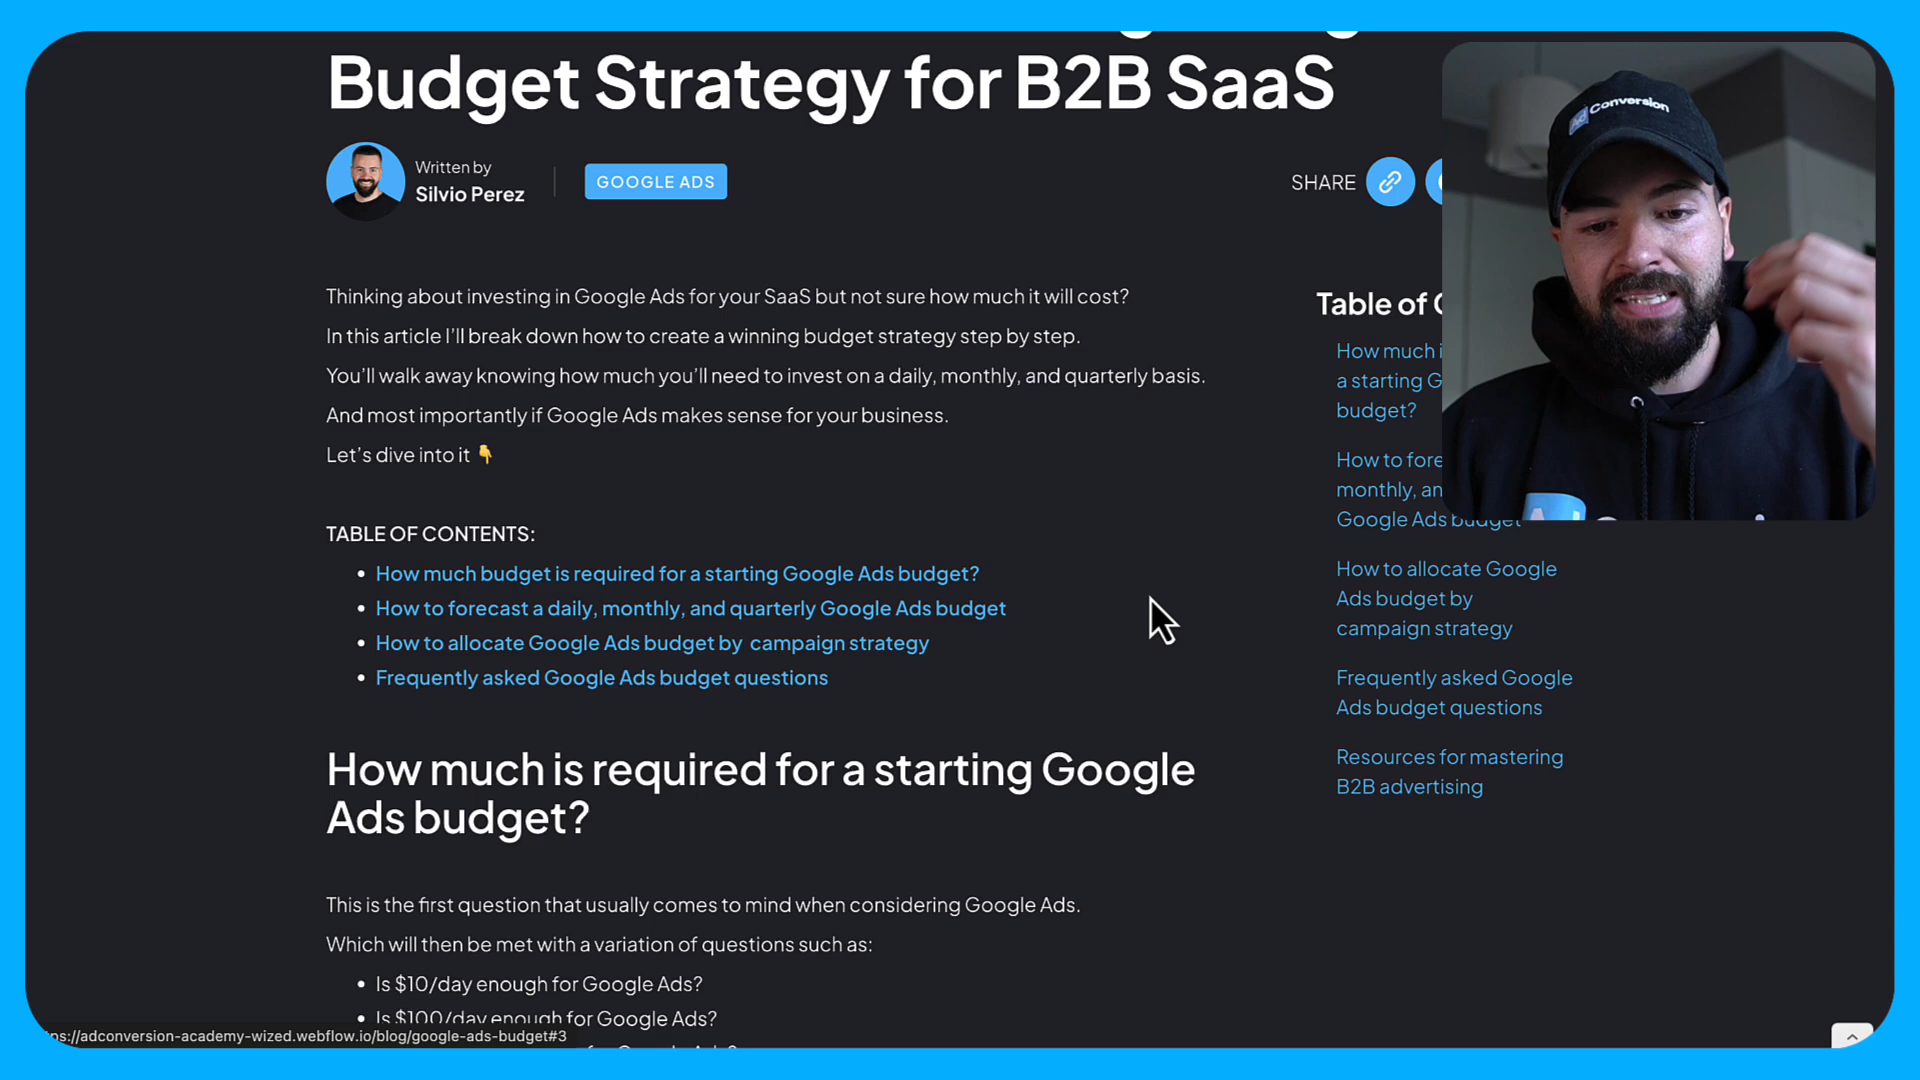 Budget Strategy for B2B SaaS
Written by
Silvio Perez
GOOGLE ADS
SHARE
Conversion
Thinking about investing in Google Ads for your SaaS but not sure how much it will cost?
In this article I'll break down how to create a winning budget strategy step by step.
You'll walk away knowing how much you'll need to invest on a daily, monthly, and quarterly basis.
And most importantly if Google Ads makes sense for your business.
Let's dive into it 👇
TABLE OF CONTENTS:
• How much budget is required for a starting Google Ads budget?
• How to forecast a daily, monthly, and quarterly Google Ads budget
• How to allocate Google Ads budget by campaign strategy
• Frequently asked Google Ads budget questions
How much is required for a starting Google
Ads budget?
This is the first question that usually comes to mind when considering Google Ads.
Which will then be met with a variation of questions such as:
• Is $10/day enough for Google Ads?
• Is $100/day enough for Google Ads?
Table of
How much
a starting
budget?
How to
monthly,
Google Ads budget
How to allocate Google
Ads budget by
campaign strategy
Frequently asked Google
Ads budget questions
Resources for mastering
B2B advertising
ps://adconversion-academy-wized.webflow.io/blog/google-ads-budget#3